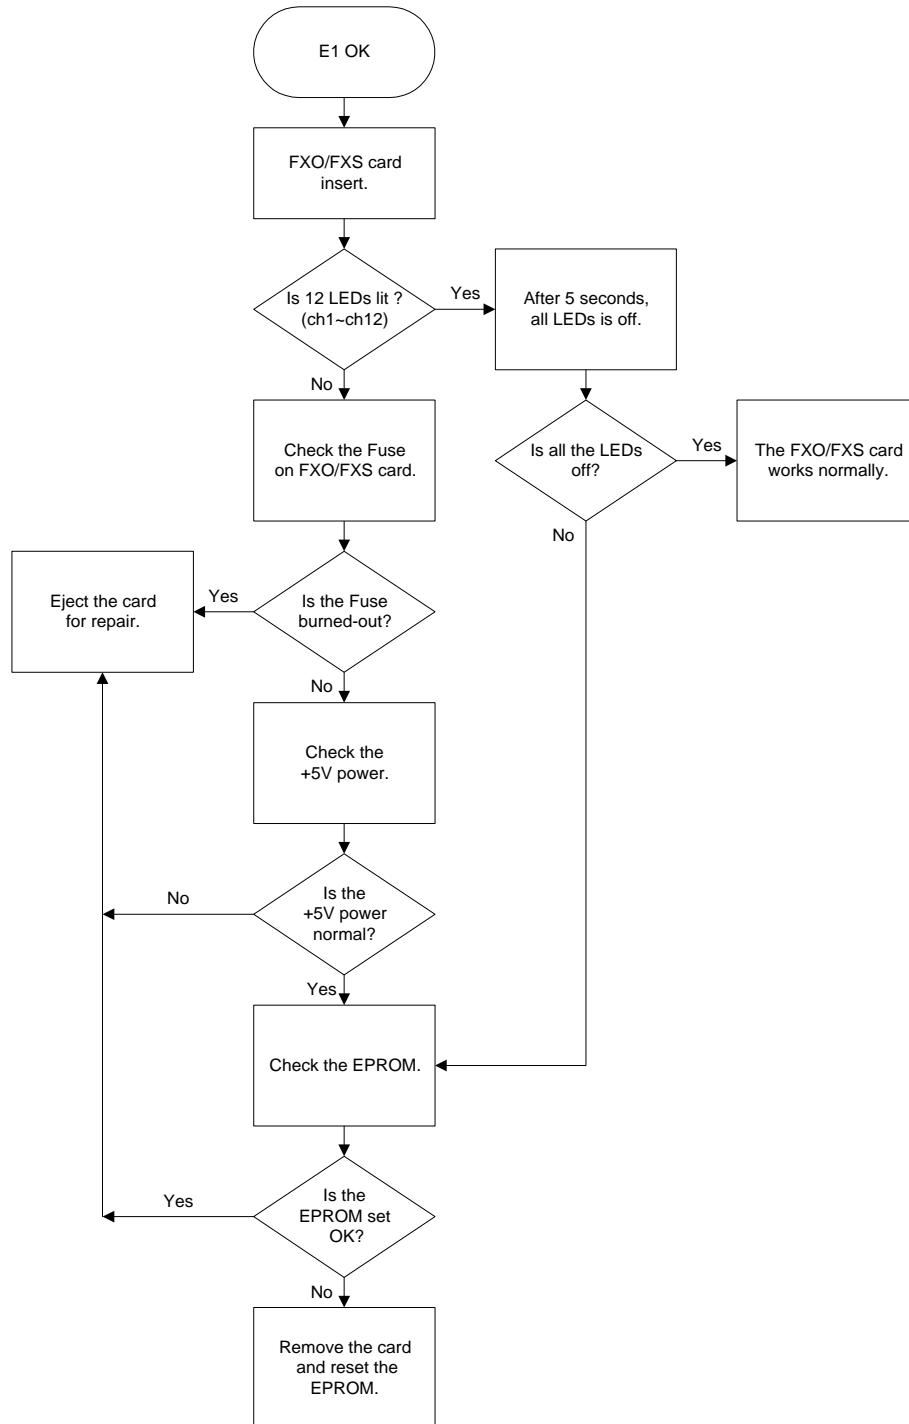 E1 OK
FXO/FXS card
insert.
Is 12 LEDs lit ?
(ch1~ch12)
Yes
After 5 seconds,
all LEDs is off.
No
Check the Fuse
on FXO/FXS card.
Is all the LEDs
off?
Yes
The FXO/FXS card
works normally.
No
Eject the card
for repair.
Yes
Is the Fuse
burned-out?
No
Check the
+5V power.
No
Is the
+5V power
normal?
Yes
Check the EPROM.
Yes
Is the
EPROM set
OK?
No
Remove the card
and reset the
EPROM.